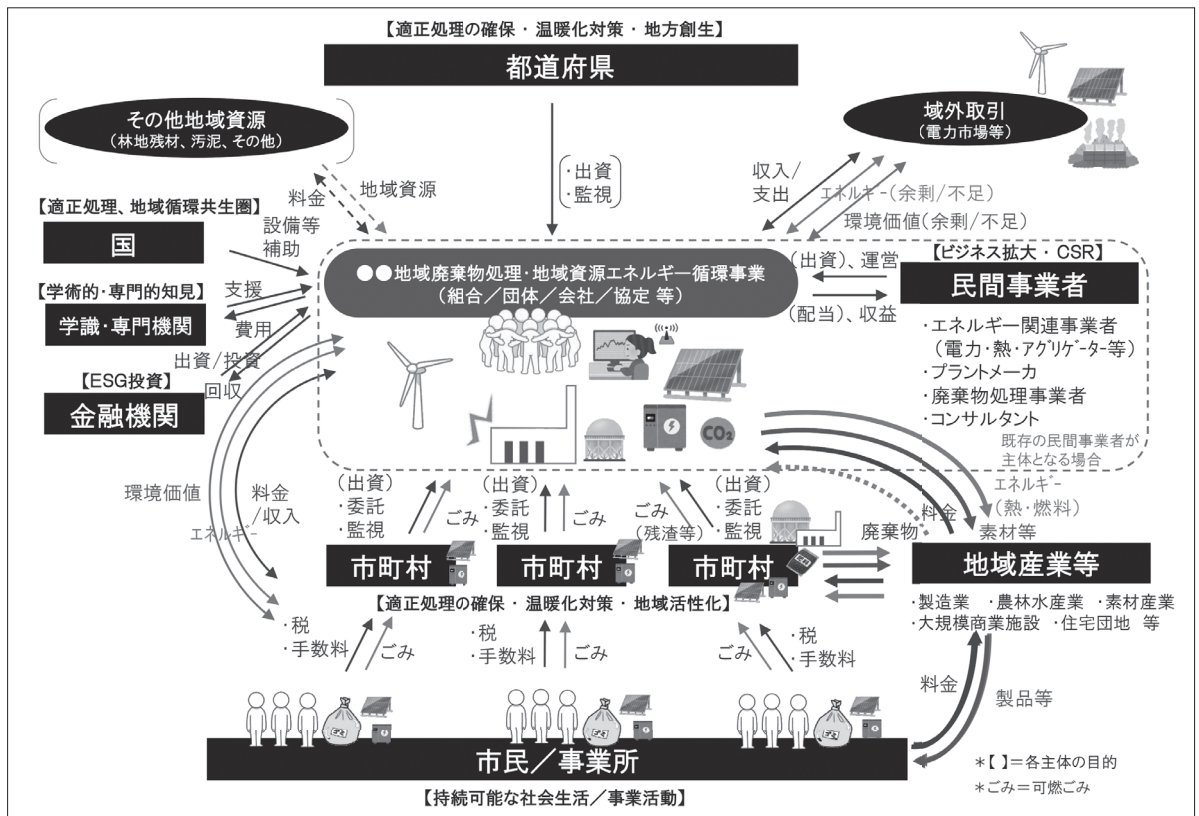 【適正処理の確保・温暖化対策・地方創生】
都道府県
その他地域資源
（林地残材、汚泥、その他）
域外取引
（電力市場等）
・出資
・監視
料金
地域資源
収入/
支出
エネルギー(余剰/不足)
環境価値(余剰/不足)
【適正処理、地域循環共生圏】
国
設備等
補助
【学術的・専門的知見】
学識・専門機関
支援
費用
出資/投資
回収
【ESG投資】
金融機関
●●地域廃棄物処理・地域資源エネルギー循環事業
（組合／団体／会社／協定 等）
(出資)、運営
(配当)、収益
【ビジネス拡大・CSR】
民間事業者
・エネルギー関連事業者
（電力・熱・アグリゲーター等）
・プラントメーカ
・廃棄物処理事業者
・コンサルタント
既存の民間事業者が
主体となる場合
CO2
環境価値
エネルギー
料金
/収入
(出資)
・委託
・監視
ごみ
(出資)
・委託
・監視
ごみ
ごみ
(残渣等)
(出資)
・委託
・監視
廃棄物
料金
エネルギー
(熱・燃料)
素材等
市町村
市町村
市町村
【適正処理の確保・温暖化対策・地域活性化】
地域産業等
・製造業 ・農林水産業 ・素材産業
・大規模商業施設 ・住宅団地 等
・税
・手数料
ごみ
・税
・手数料
ごみ
ごみ
・税
・手数料
料金
製品等
市民／事業所
【持続可能な社会生活／事業活動】
＊【 】＝各主体の目的
＊ごみ＝可燃ごみ